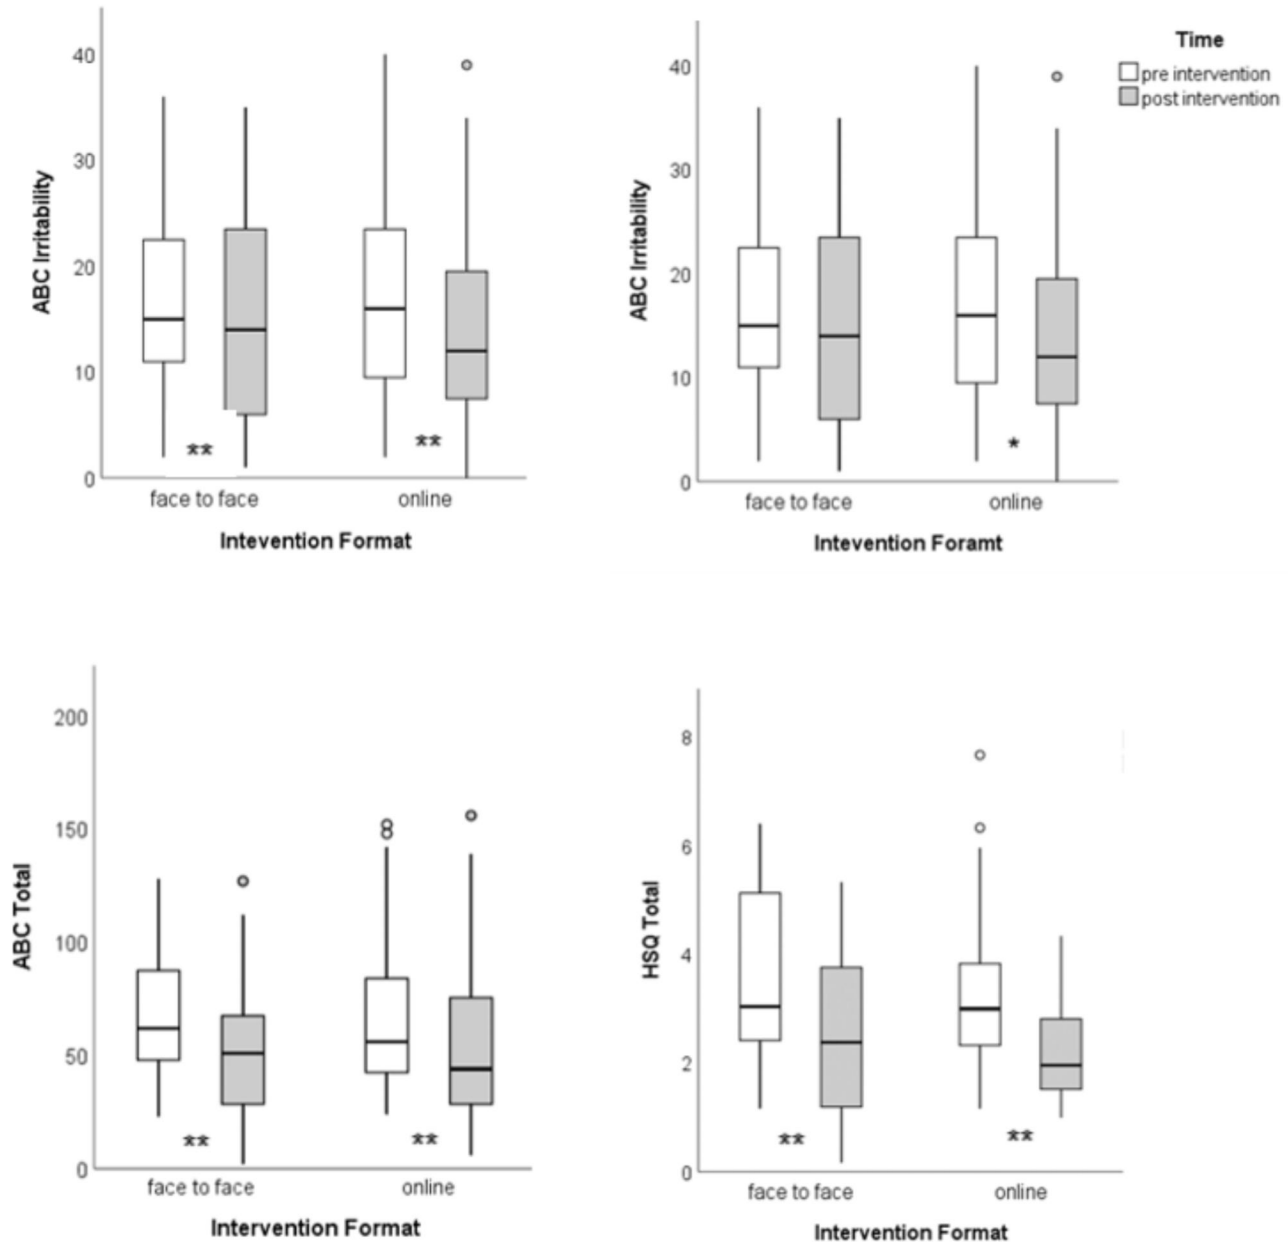 40
30
20
10
0
ABC Irritability
**
**
face to face
online
Intevention Format
40
30
20
10
0
ABC Irritability
*
face to face
online
Intevention Foramt
Time
pre intervention
post intervention
200
150
100
50
0
ABC Total
**
**
face to face
online
Intervention Format
8
6
4
2
0
HSQ Total
**
**
face to face
online
Intervention Format